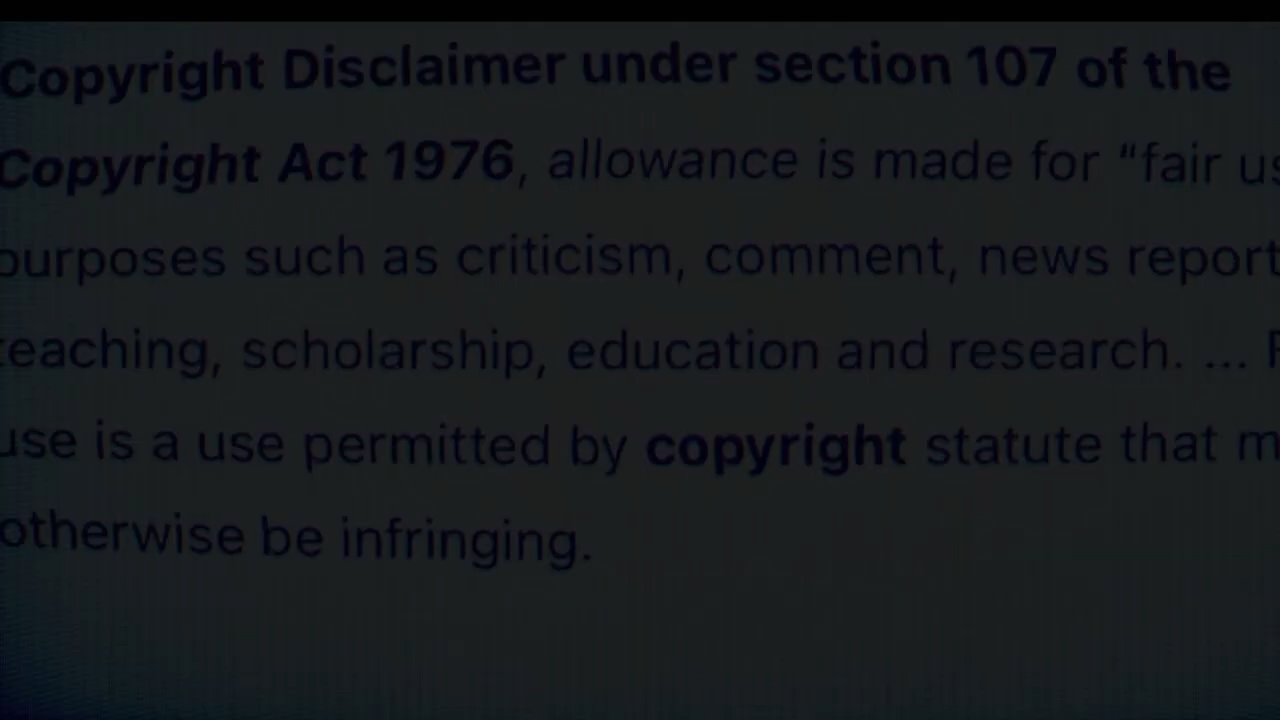 Copyright Disclaimer under section 107 of the
Copyright Act 1976, allowance is made for “fair us
purposes such as criticism, comment, news report
teaching, scholarship, education and research. ...
use is a use permitted by copyright statute that m
otherwise be infringing.